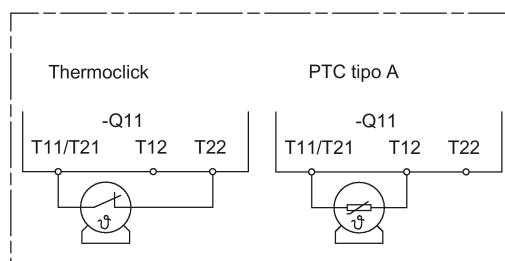 Thermoclick
PTC tipo A
-Q11
-Q11
T11/T21 T12 T22
T11/T21 T12 T22
ϑ
ϑ